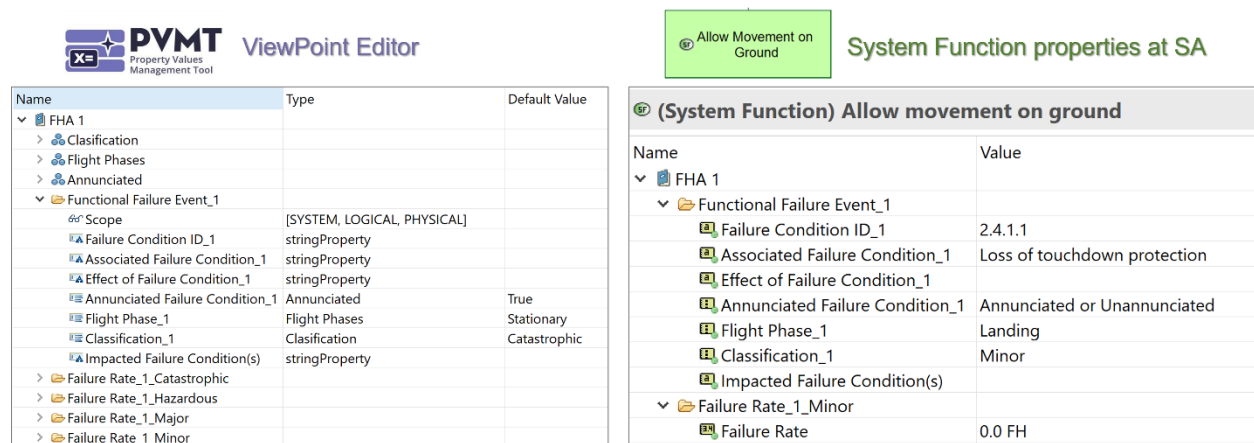 PVMT
Property Values
Management Tool
X=
ViewPoint Editor
Name Type Default Value
FHA 1
Clasification
Flight Phases
Annunciated
Functional Failure Event_1
Scope [SYSTEM, LOGICAL, PHYSICAL]
Failure Condition ID_1 stringProperty
Associated Failure Condition_1 stringProperty
Effect of Failure Condition_1 stringProperty
Annunciated Failure Condition_1 Annunciated True
Flight Phase_1 Flight Phases Stationary
Classification_1 Clasification Catastrophic
Impacted Failure Condition(s) stringProperty
Failure Rate_1_Catastrophic
Failure Rate_1_Hazardous
Failure Rate_1_Major
Failure Rate_1_Minor
SF Allow Movement on
Ground
System Function properties at SA
SF (System Function) Allow movement on ground
Name Value
FHA 1
Functional Failure Event_1
Failure Condition ID_1 2.4.1.1
Associated Failure Condition_1 Loss of touchdown protection
Effect of Failure Condition_1
Annunciated Failure Condition_1 Annunciated or Unannunciated
Flight Phase_1 Landing
Classification_1 Minor
Impacted Failure Condition(s)
Failure Rate_1_Minor
Failure Rate 0.0 FH